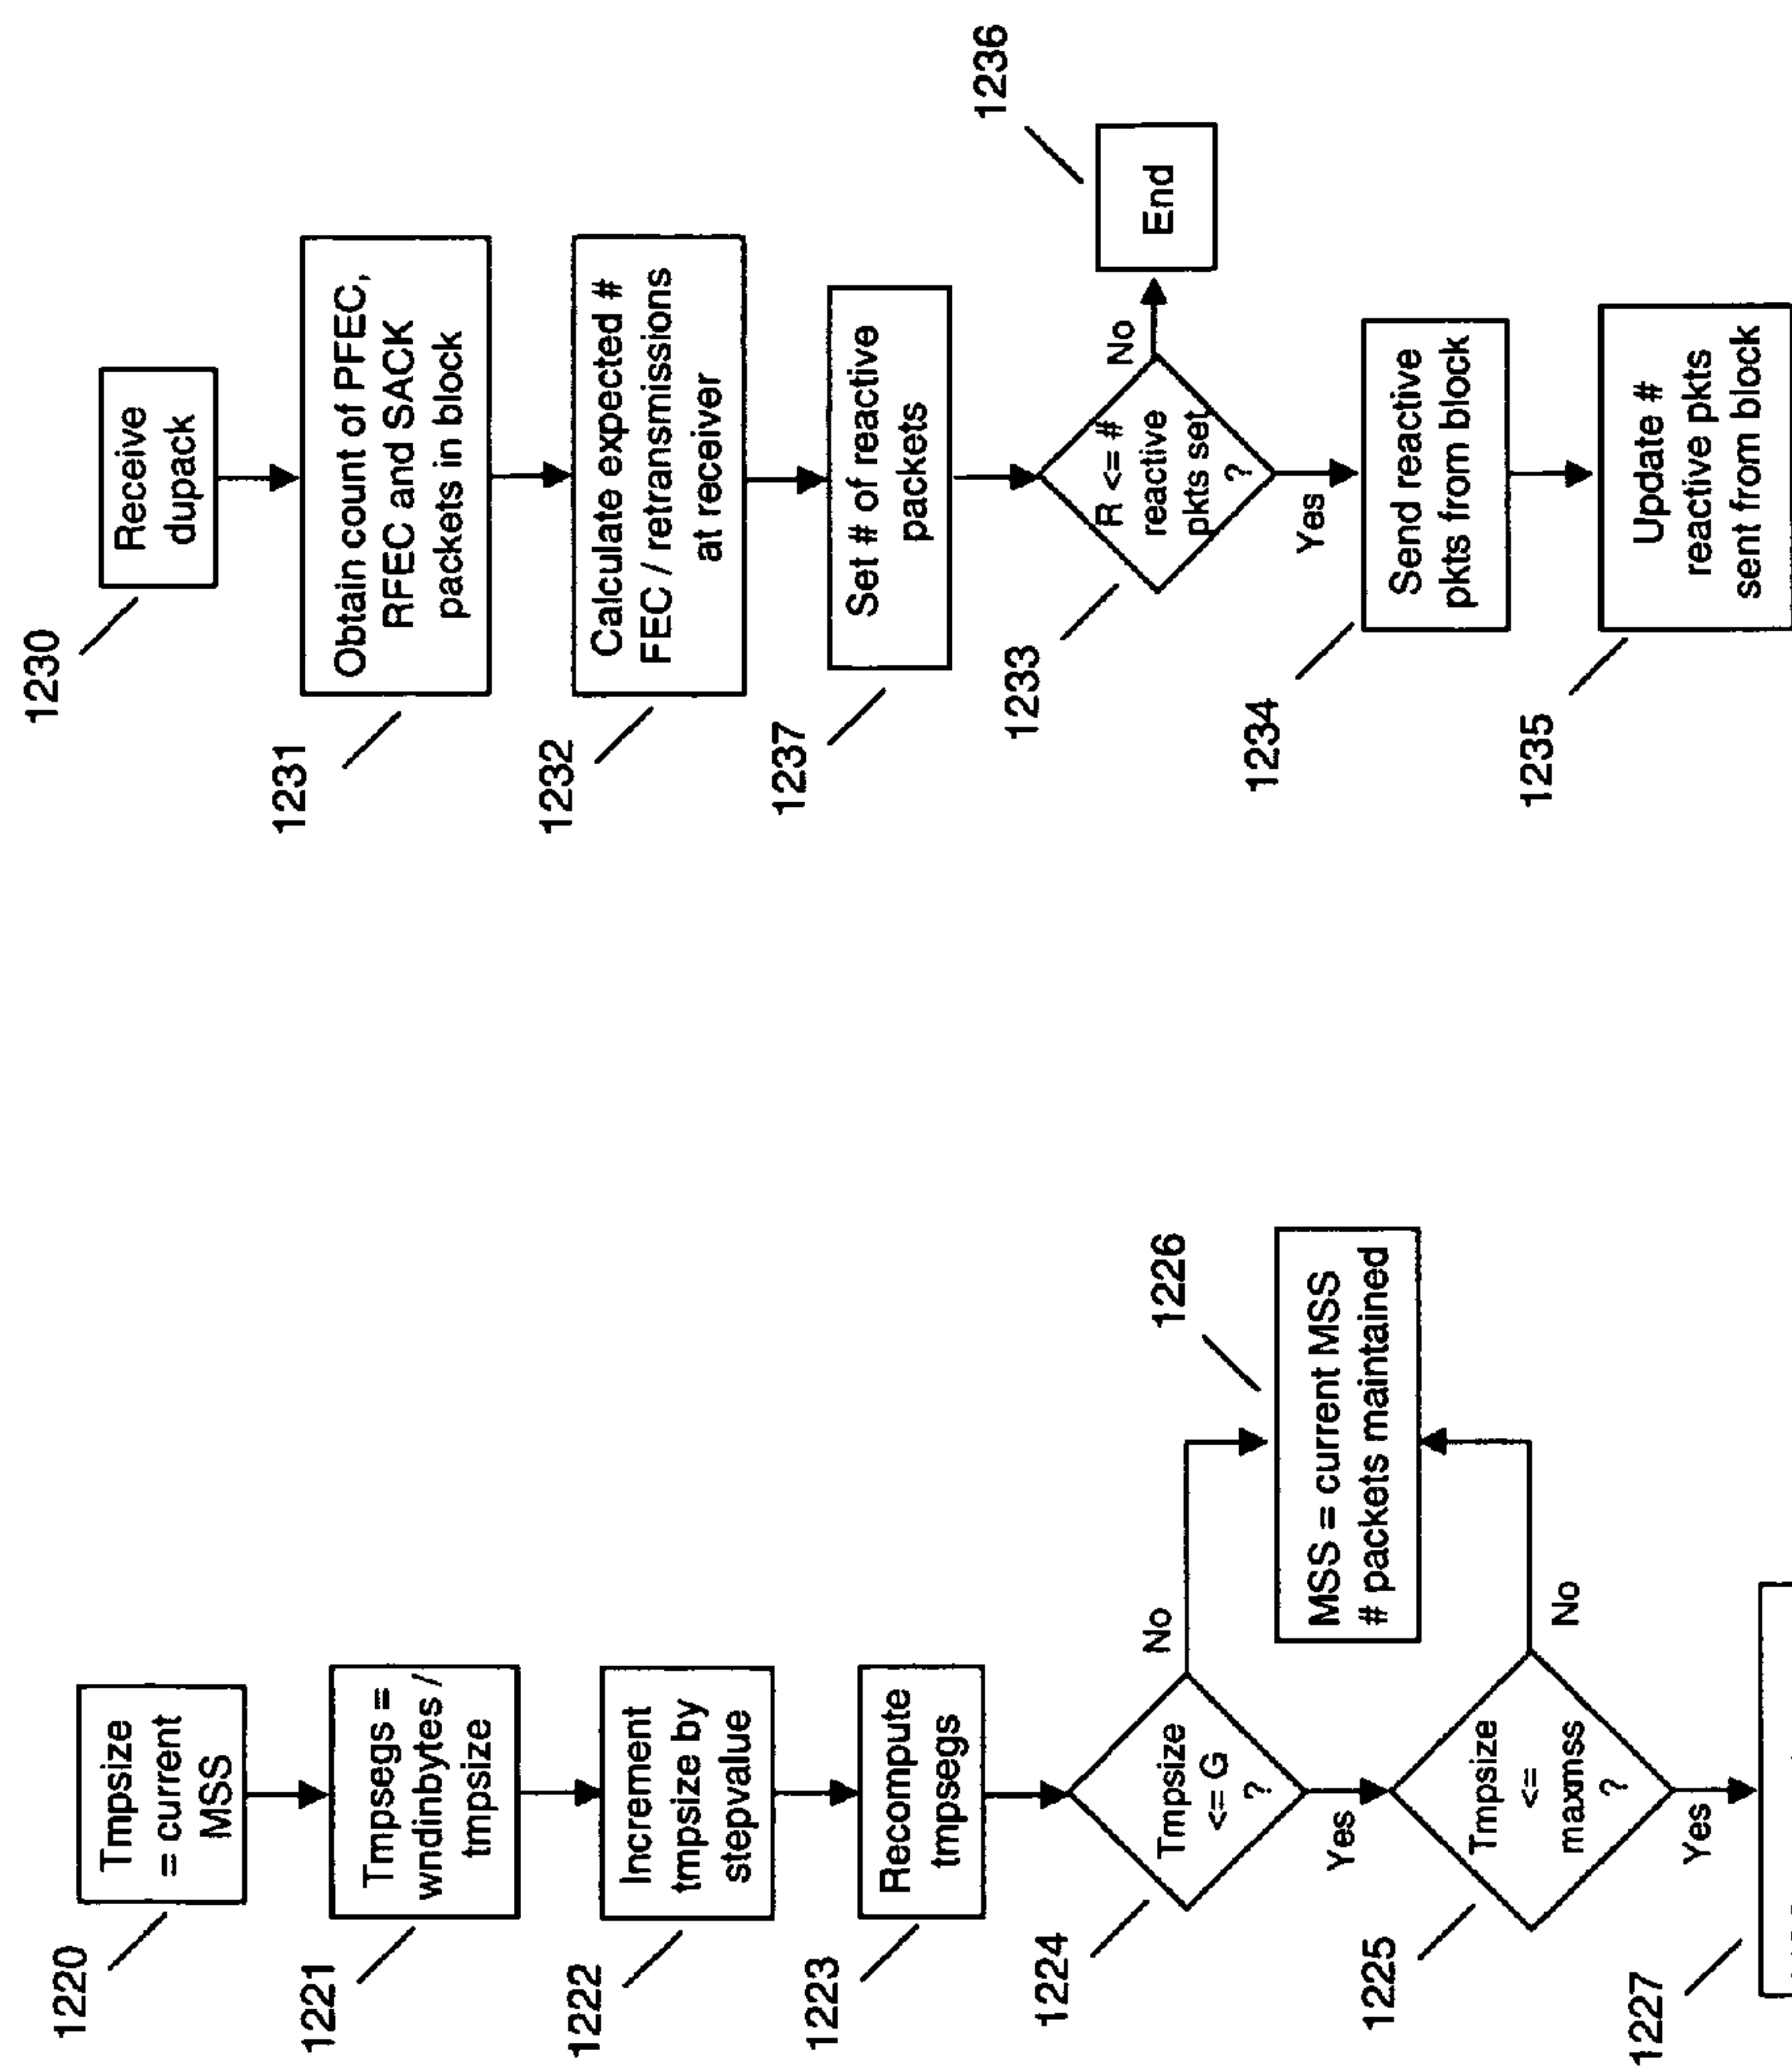 1220
Tmpsize
= current
MSS
1221
Tmpsegs =
wndinbytes /
tmpsize
1222
Increment
tmpsize by
stepvalue
1223
Recompute
tmpsegs
1224
Tmpsize
<= G
?
No
Yes
1225
Tmpsize
<=
maxmss
?
No
Yes
1226
MSS = current MSS
# packets maintained
1227
1230
Receive
dupack
1231
Obtain count of PFEC,
RFEC and SACK
packets in block
1232
Calculate expected #
FEC / retransmissions
at receiver
1237
Set # of reactive
packets
1233
R <= #
reactive
pkts set
?
No
Yes
1236
End
1234
Send reactive
pkts from block
1235
Update #
reactive pkts
sent from block